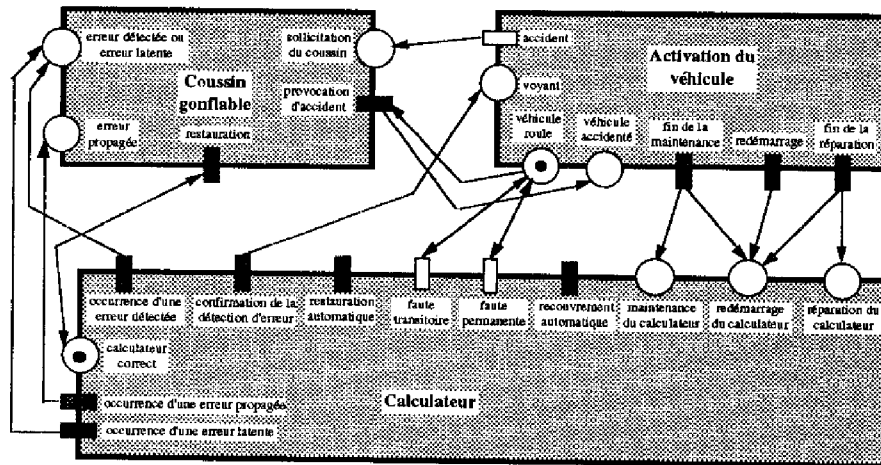 erreur détectée ou
erreur latente
sollicitation
du coussin
accident
Activation du
véhicule
Coussin
gonflable
provocation
d'accident
voyant
erreur
propagée
restauration
véhicule
roule
véhicule
accidenté
fin de la
maintenance
redémarrage
fin de la
réparation
occurrence d'une
erreur détectée
confirmation de la
détection d'erreur
restauration
automatique
faute
transitoire
faute
permanente
recouvrement
automatique
maintenance
du calculateur
redémarrage
du calculateur
réparation du
calculateur
calculateur
correct
occurrence d'une erreur propagée
Calculateur
occurrence d'une erreur latente